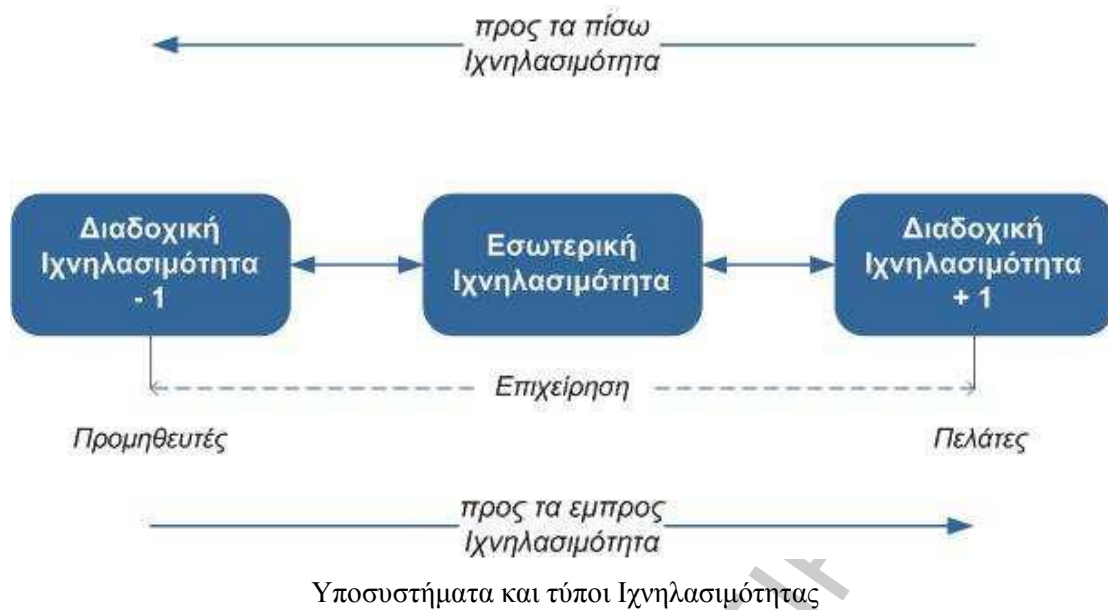 προς τα πίσω
Ιχνηλασιμότητα
Διαδοχική
Ιχνηλασιμότητα
- 1
Εσωτερική
Ιχνηλασιμότητα
Διαδοχική
Ιχνηλασιμότητα
+ 1
Επιχείρηση
Προμηθευτές
Πελάτες
προς τα εμπρος
Ιχνηλασιμότητα
Υποσυστήματα και τύποι Ιχνηλασιμότητας